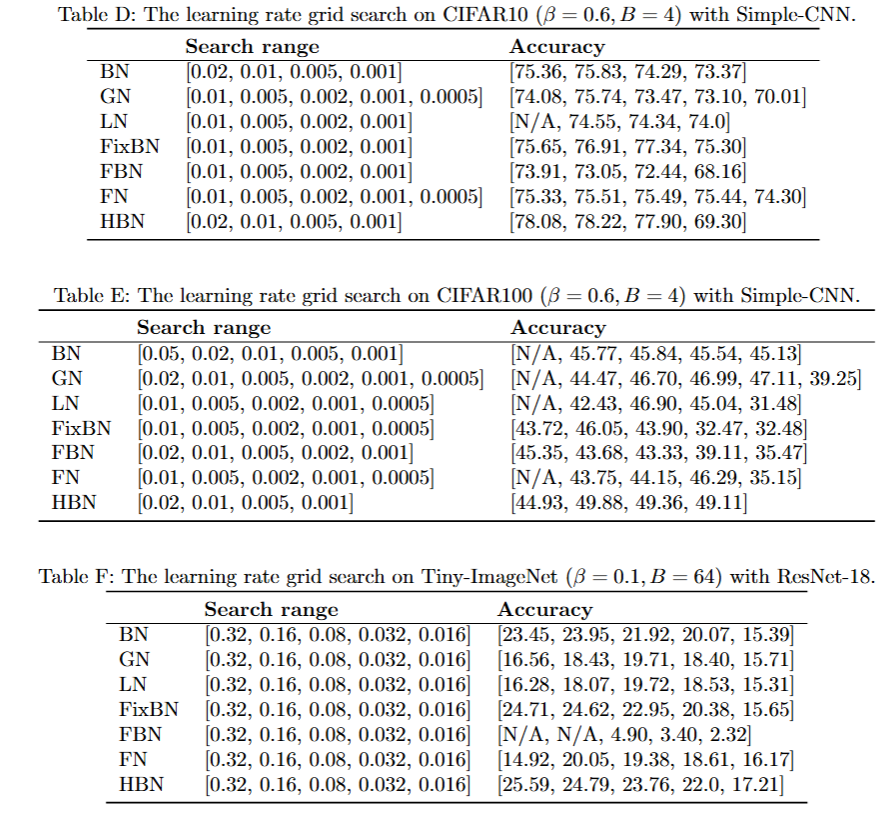 Table D: The learning rate grid search on CIFAR10 (β = 0.6, B = 4) with Simple-CNN.
Search range Accuracy
BN [0.02, 0.01, 0.005, 0.001] [75.36, 75.83, 74.29, 73.37]
GN [0.01, 0.005, 0.002, 0.001, 0.0005] [74.08, 75.74, 73.47, 73.10, 70.01]
LN [0.01, 0.005, 0.002, 0.001] [N/A, 74.55, 74.34, 74.0]
FixBN [0.01, 0.005, 0.002, 0.001] [75.65, 76.91, 77.34, 75.30]
FBN [0.01, 0.005, 0.002, 0.001] [73.91, 73.05, 72.44, 68.16]
FN [0.01, 0.005, 0.002, 0.001, 0.0005] [75.33, 75.51, 75.49, 75.44, 74.30]
HBN [0.02, 0.01, 0.005, 0.001] [78.08, 78.22, 77.90, 69.30]
Table E: The learning rate grid search on CIFAR100 (β = 0.6, B = 4) with Simple-CNN.
Search range Accuracy
BN [0.05, 0.02, 0.01, 0.005, 0.001] [N/A, 45.77, 45.84, 45.54, 45.13]
GN [0.02, 0.01, 0.005, 0.002, 0.001, 0.0005] [N/A, 44.47, 46.70, 46.99, 47.11, 39.25]
LN [0.01, 0.005, 0.002, 0.001, 0.0005] [N/A, 42.43, 46.90, 45.04, 31.48]
FixBN [0.01, 0.005, 0.002, 0.001, 0.0005] [43.72, 46.05, 43.90, 32.47, 32.48]
FBN [0.02, 0.01, 0.005, 0.002, 0.001] [45.35, 43.68, 43.33, 39.11, 35.47]
FN [0.01, 0.005, 0.002, 0.001, 0.0005] [N/A, 43.75, 44.15, 46.29, 35.15]
HBN [0.02, 0.01, 0.005, 0.001] [44.93, 49.88, 49.36, 49.11]
Table F: The learning rate grid search on Tiny-ImageNet (β = 0.1, B = 64) with ResNet-18.
Search range Accuracy
BN [0.32, 0.16, 0.08, 0.032, 0.016] [23.45, 23.95, 21.92, 20.07, 15.39]
GN [0.32, 0.16, 0.08, 0.032, 0.016] [16.56, 18.43, 19.71, 18.40, 15.71]
LN [0.32, 0.16, 0.08, 0.032, 0.016] [16.28, 18.07, 19.72, 18.53, 15.31]
FixBN [0.32, 0.16, 0.08, 0.032, 0.016] [24.71, 24.62, 22.95, 20.38, 15.65]
FBN [0.32, 0.16, 0.08, 0.032, 0.016] [N/A, N/A, 4.90, 3.40, 2.32]
FN [0.32, 0.16, 0.08, 0.032, 0.016] [14.92, 20.05, 19.38, 18.61, 16.17]
HBN [0.32, 0.16, 0.08, 0.032, 0.016] [25.59, 24.79, 23.76, 22.0, 17.21]